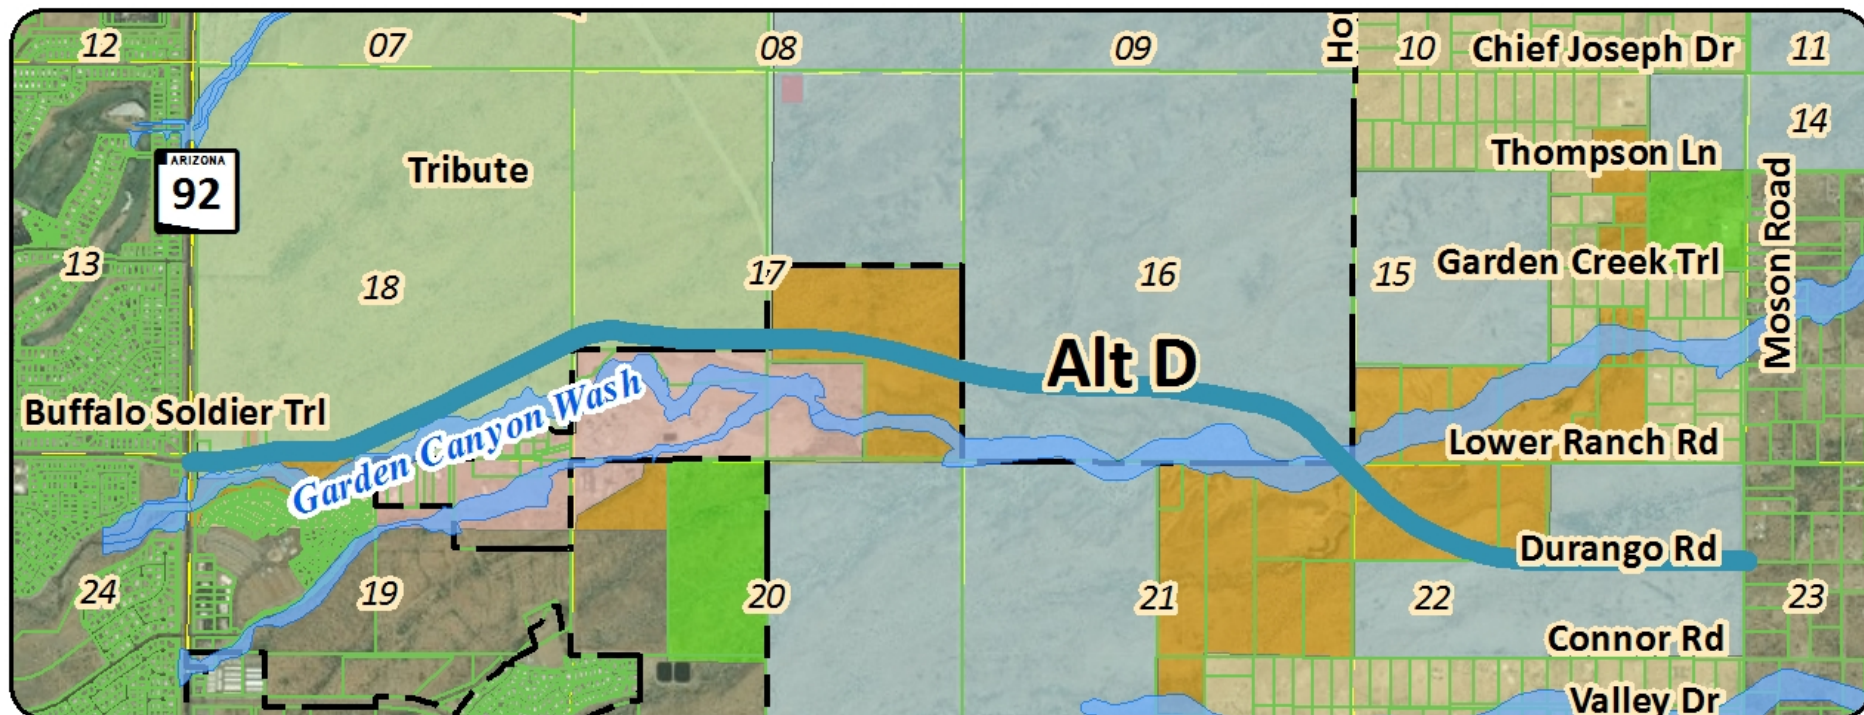 12
07
08
09
Ho
10
Chief Joseph Dr
11
14
Thompson Ln
ARIZONA
92
Tribute
Moson Road
13
18
17
16
15
Garden Creek Trl
Alt D
Buffalo Soldier Trl
Garden Canyon Wash
Lower Ranch Rd
Durango Rd
24
19
20
21
22
23
Connor Rd
Valley Dr